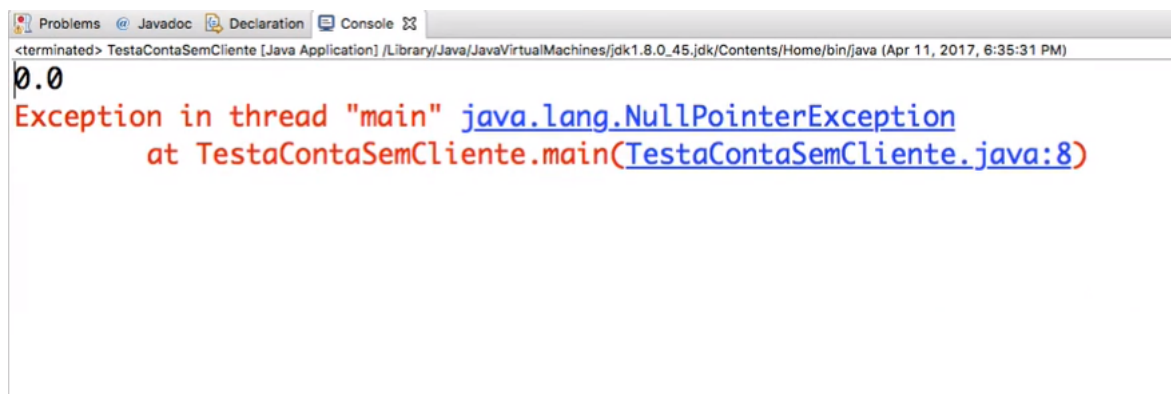 Problems @ Javadoc Declaration Console
<terminated> TestaContaSemCliente [Java Application] /Library/Java/JavaVirtualMachines/jdk1.8.0_45.jdk/Contents/Home/bin/java (Apr 11, 2017, 6:35:31 PM)
0.0
Exception in thread "main" java.lang.NullPointerException
at TestaContaSemCliente.main(TestaContaSemCliente.java:8)